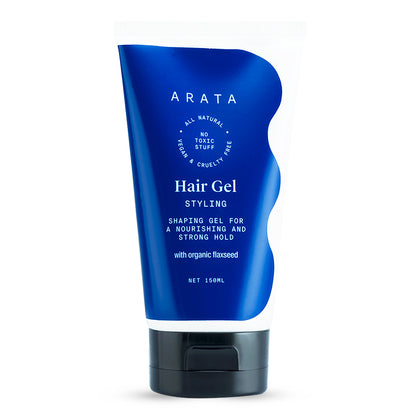 ARATA
ALL NATURAL
NO
TOXIC
STUFF
VEGAN & CRUELTY FREE
Hair Gel
STYLING
SHAPING GEL FOR
A NOURISHING AND
STRONG HOLD
with organic flaxseed
NET 150ML